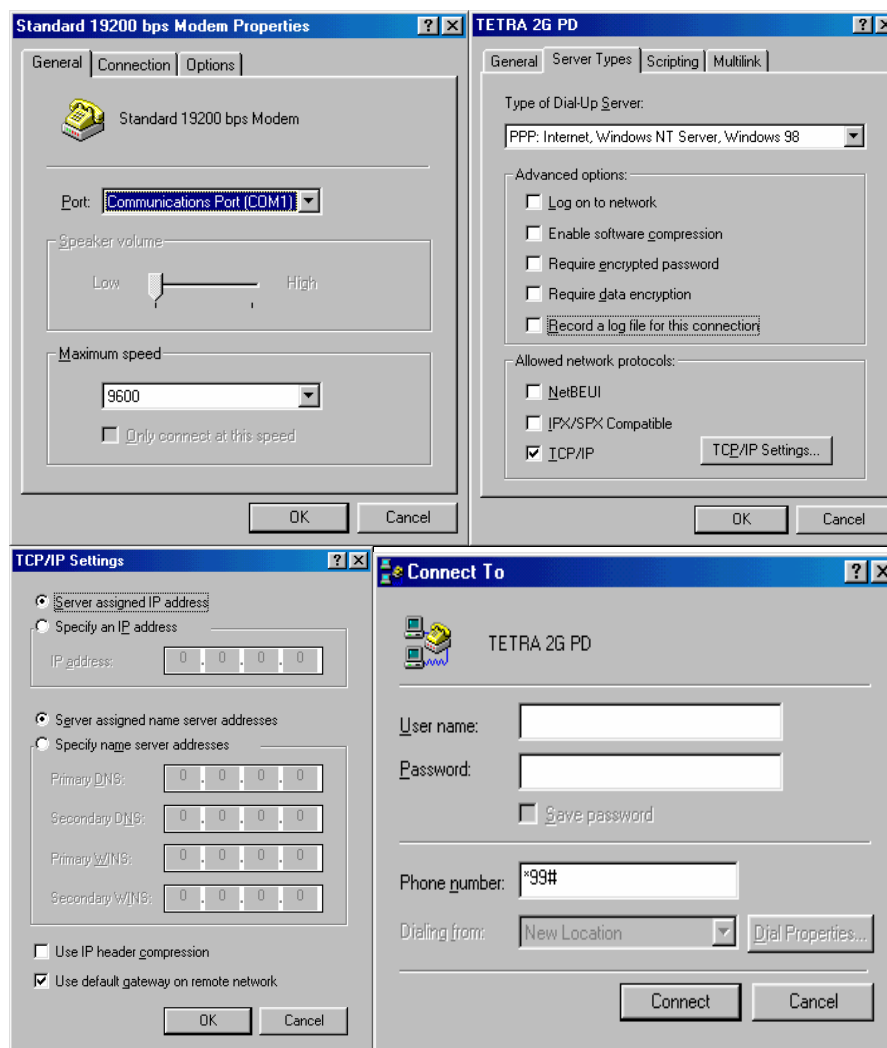 Standard 19200 bps Modem Properties
General
Connection
Options
Standard 19200 bps Modem
Port:
Communications Port (COM1)
Speaker volume
Low
High
Maximum speed
9600
Only connect at this speed
OK
Cancel
TETRA 2G PD
General
Server Types
Scripting
Multilink
Type of Dial-Up Server:
PPP: Internet, Windows NT Server, Windows 98
Advanced options:
Log on to network
Enable software compression
Require encrypted password
Require data encryption
Record a log file for this connection
Allowed network protocols:
NetBEUI
IPX/SPX Compatible
TCP/IP
TCP/IP Settings...
OK
Cancel
TCP/IP Settings
Server assigned IP address
Specify an IP address
IP address:
0 . 0 . 0 . 0
Server assigned name server addresses
Specify name server addresses
Primary DNS:
0 . 0 . 0 . 0
Secondary DNS:
0 . 0 . 0 . 0
Primary WINS:
0 . 0 . 0 . 0
Secondary WINS:
0 . 0 . 0 . 0
Use IP header compression
Use default gateway on remote network
OK
Cancel
Connect To
TETRA 2G PD
User name:
Password:
Save password
Phone number:
*99#
Dialing from:
New Location
Dial Properties...
Connect
Cancel